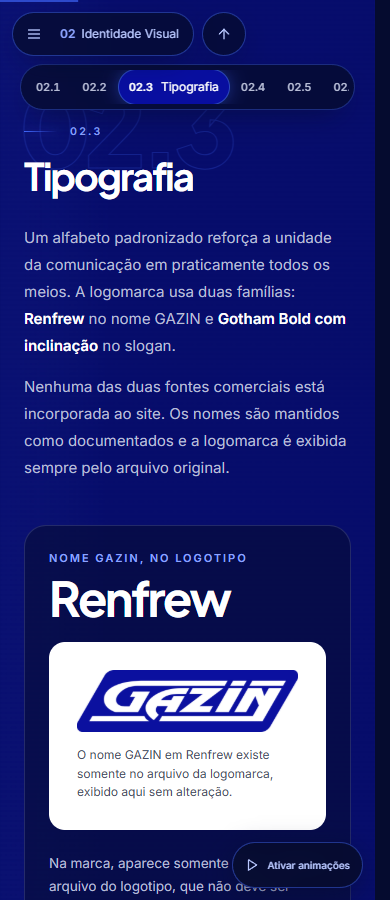 02 Identidade Visual
02.1 02.2 02.3 Tipografia 02.4 02.5 02.
02.3
02.3
Tipografia
Um alfabeto padronizado reforça a unidade
da comunicação em praticamente todos os
meios. A logomarca usa duas famílias:
Renfrew no nome GAZIN e Gotham Bold com
inclinação no slogan.
Nenhuma das duas fontes comerciais está
incorporada ao site. Os nomes são mantidos
como documentados e a logomarca é exibida
sempre pelo arquivo original.
NOME GAZIN, NO LOGOTIPO
Renfrew
GAZIN
O nome GAZIN em Renfrew existe
somente no arquivo da logomarca,
exibido aqui sem alteração.
Na marca, aparece somente
Ativar animações
arquivo do logotipo, que não deve ser